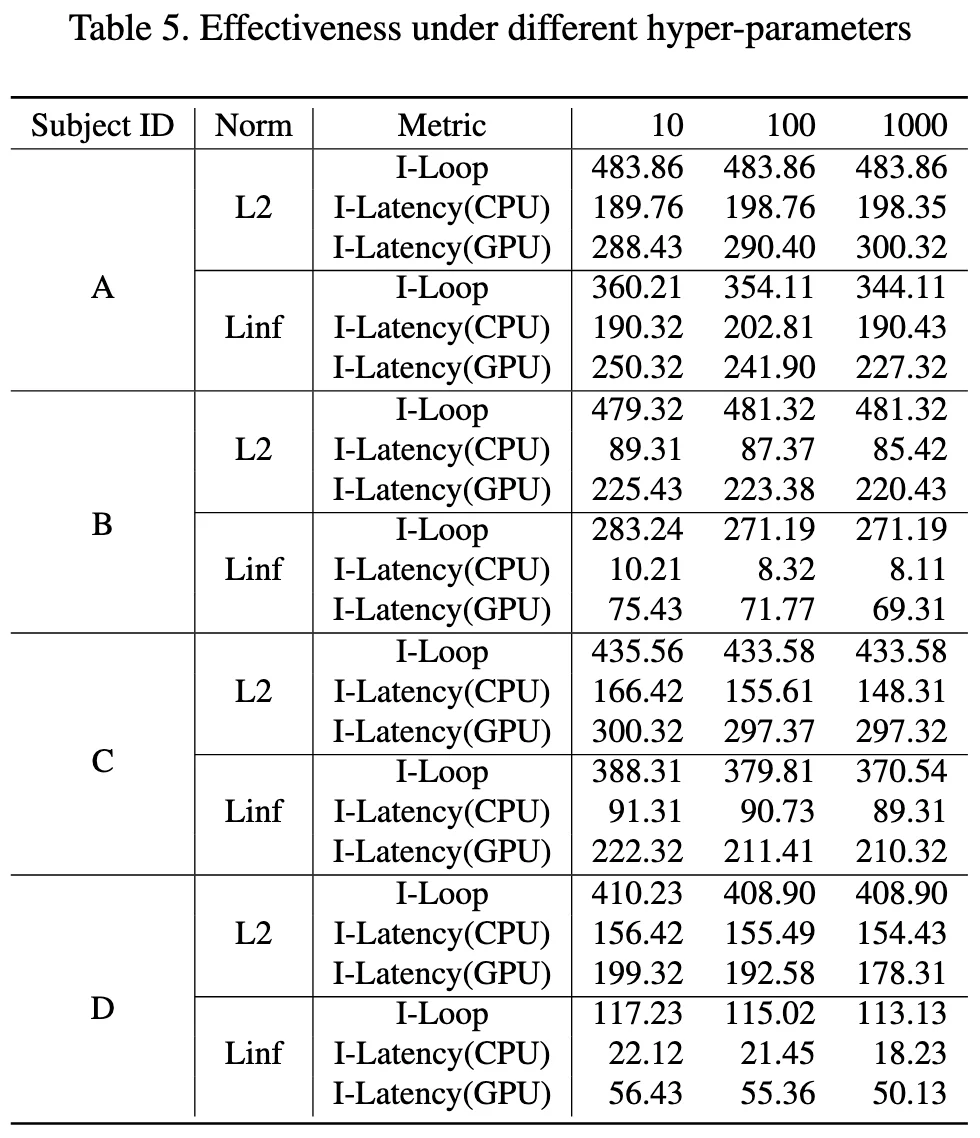 Table 5. Effectiveness under different hyper-parameters
Subject ID Norm Metric 10 100 1000
I-Loop 483.86 483.86 483.86
L2 I-Latency(CPU) 189.76 198.76 198.35
I-Latency(GPU) 288.43 290.40 300.32
A
I-Loop 360.21 354.11 344.11
Linf I-Latency(CPU) 190.32 202.81 190.43
I-Latency(GPU) 250.32 241.90 227.32
I-Loop 479.32 481.32 481.32
L2 I-Latency(CPU) 89.31 87.37 85.42
I-Latency(GPU) 225.43 223.38 220.43
B
I-Loop 283.24 271.19 271.19
Linf I-Latency(CPU) 10.21 8.32 8.11
I-Latency(GPU) 75.43 71.77 69.31
I-Loop 435.56 433.58 433.58
L2 I-Latency(CPU) 166.42 155.61 148.31
I-Latency(GPU) 300.32 297.37 297.32
C
I-Loop 388.31 379.81 370.54
Linf I-Latency(CPU) 91.31 90.73 89.31
I-Latency(GPU) 222.32 211.41 210.32
I-Loop 410.23 408.90 408.90
L2 I-Latency(CPU) 156.42 155.49 154.43
I-Latency(GPU) 199.32 192.58 178.31
D
I-Loop 117.23 115.02 113.13
Linf I-Latency(CPU) 22.12 21.45 18.23
I-Latency(GPU) 56.43 55.36 50.13